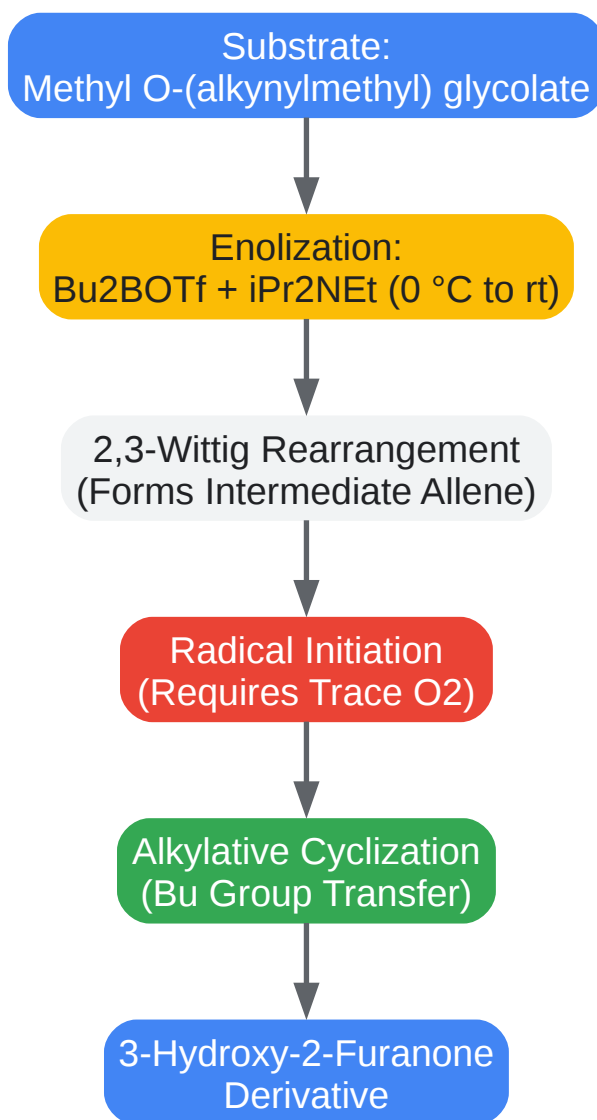 Substrate:
Methyl O-(alkynylmethyl) glycolate
Enolization:
Bu2BOTf + iPr2NEt (0 °C to rt)
2,3-Wittig Rearrangement
(Forms Intermediate Allene)
Radical Initiation
(Requires Trace O2)
Alkylative Cyclization
(Bu Group Transfer)
3-Hydroxy-2-Furanone
Derivative